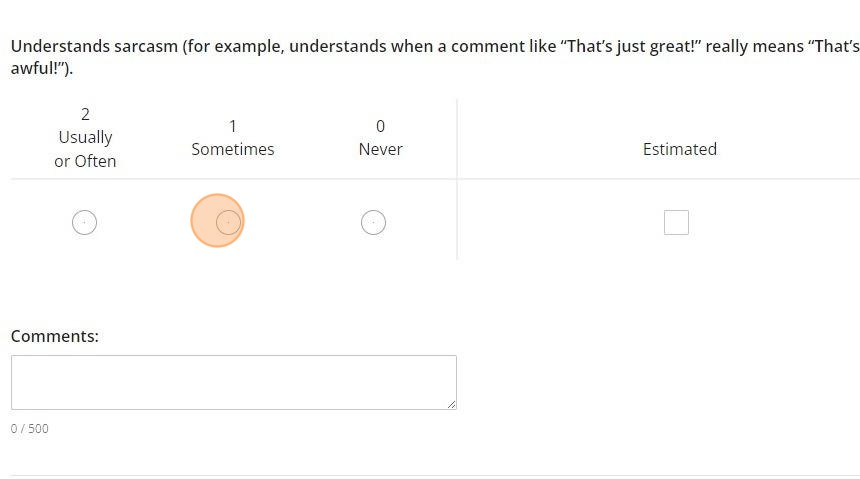 Understands sarcasm (for example, understands when a comment like “That’s just great!” really means “That’s
awful!”).
2
Usually
or Often
1
Sometimes
0
Never
Estimated
Comments:
0 / 500